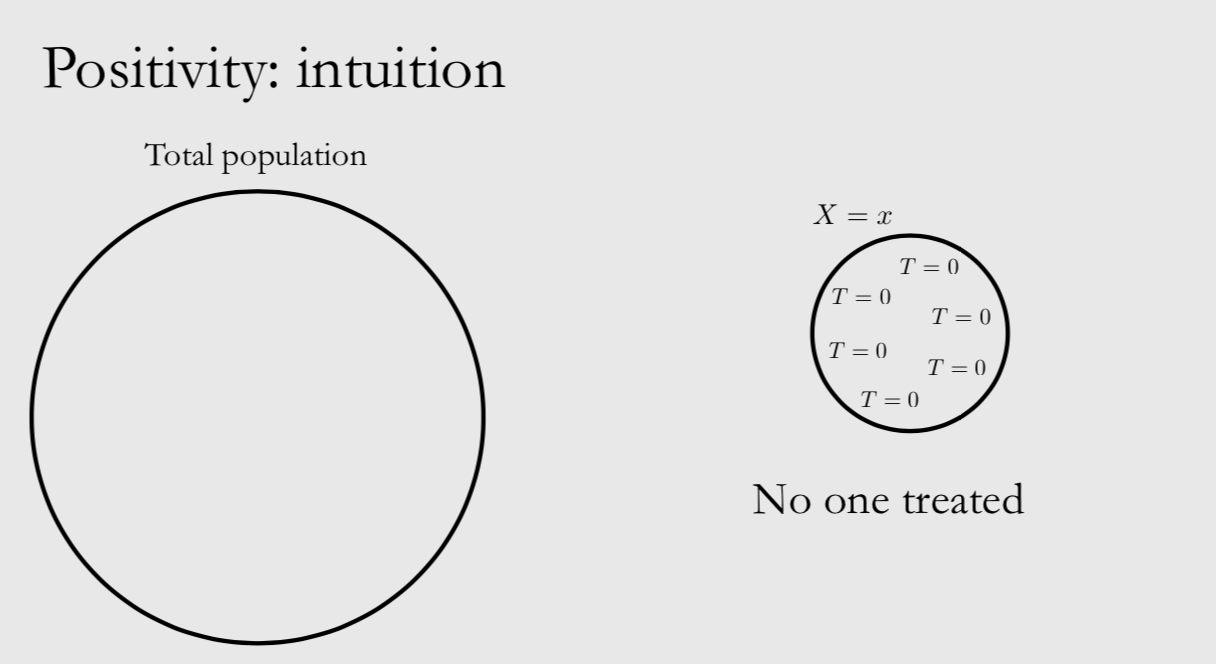 Positivity: intuition
Total population
X = x
T = 0
T = 0
T = 0
T = 0
T = 0
T = 0
No one treated